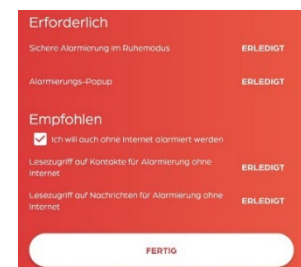 Erforderlich
Sichere Alarmierung im Ruhemodus ERLEDIGT
Alarmierungs-Popup ERLEDIGT
Empfohlen
Ich will auch ohne Internet alarmiert werden
Lesezugriff auf Kontakte für Alarmierung ohne
Internet ERLEDIGT
Lesezugriff auf Nachrichten für Alarmierung ohne
Internet ERLEDIGT
FERTIG